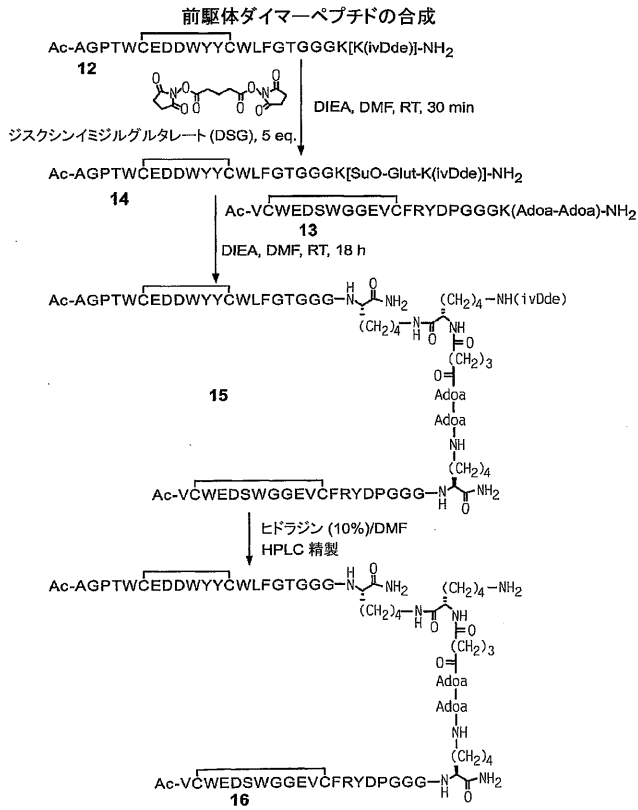 前駆体ダイマーペプチドの合成
Ac-AGPTWCEDDWYYCWLFGTGGGK[K(ivDde)]-NH2
12
DIEA, DMF, RT, 30 min
ジスクシンイミジルグルタレート (DSG), 5 eq.
Ac-AGPTWCEDDWYYCWLFGTGGGK[SuO-Glut-K(ivDde)]-NH2
14
Ac-VCWEDSWGGEVCFRYDPGGGK(Adoa-Adoa)-NH2
13
DIEA, DMF, RT, 18 h
Ac-AGPTWCEDDWYYCWLFGTGGG-N H O NH2
(CH2)4-N H O (CH2)4-NH(ivDde)
NH
O
(CH2)3
O
15
Adoa
Adoa
NH
(CH2)4
Ac-VCWEDSWGGEVCFRYDPGGG-N H O NH2
ヒドラジン (10%)/DMF
HPLC 精製
Ac-AGPTWCEDDWYYCWLFGTGGG-N H O NH2
(CH2)4-N H O (CH2)4-NH2
NH
O
(CH2)3
O
Adoa
Adoa
NH
(CH2)4
Ac-VCWEDSWGGEVCFRYDPGGG-N H O NH2
16